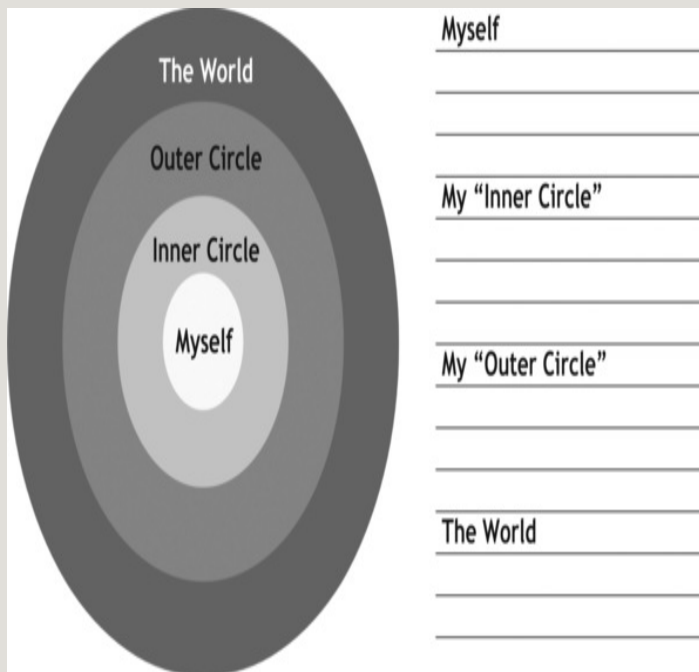 The World
Outer Circle
Inner Circle
Myself
Myself
My “Inner Circle”
My “Outer Circle”
The World